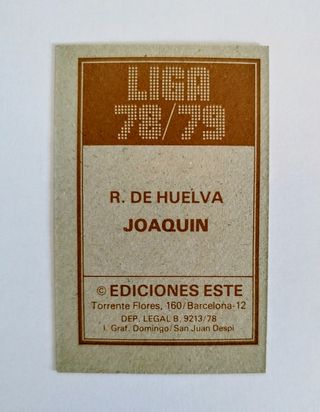 LIGA
78/79
R. DE HUELVA
JOAQUIN
© EDICIONES ESTE
Torrente Flores, 160/Barcelona-12
DEP. LEGAL B. 9213/78
I. Graf. Domingo/San Juan Despi